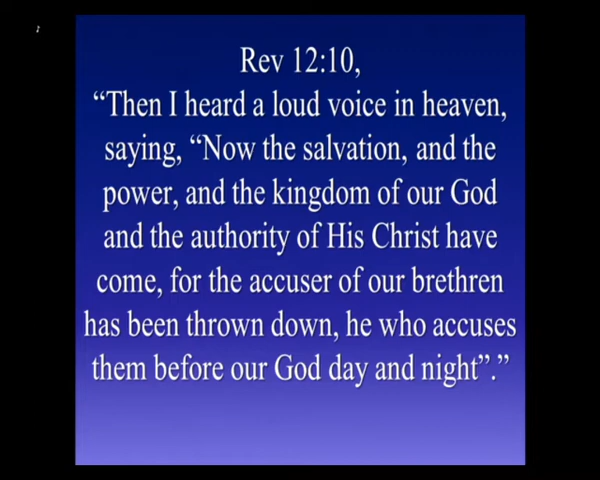 Rev 12:10,
“Then I heard a loud voice in heaven,
saying, “Now the salvation, and the
power, and the kingdom of our God
and the authority of His Christ have
come, for the accuser of our brethren
has been thrown down, he who accuses
them before our God day and night”.”